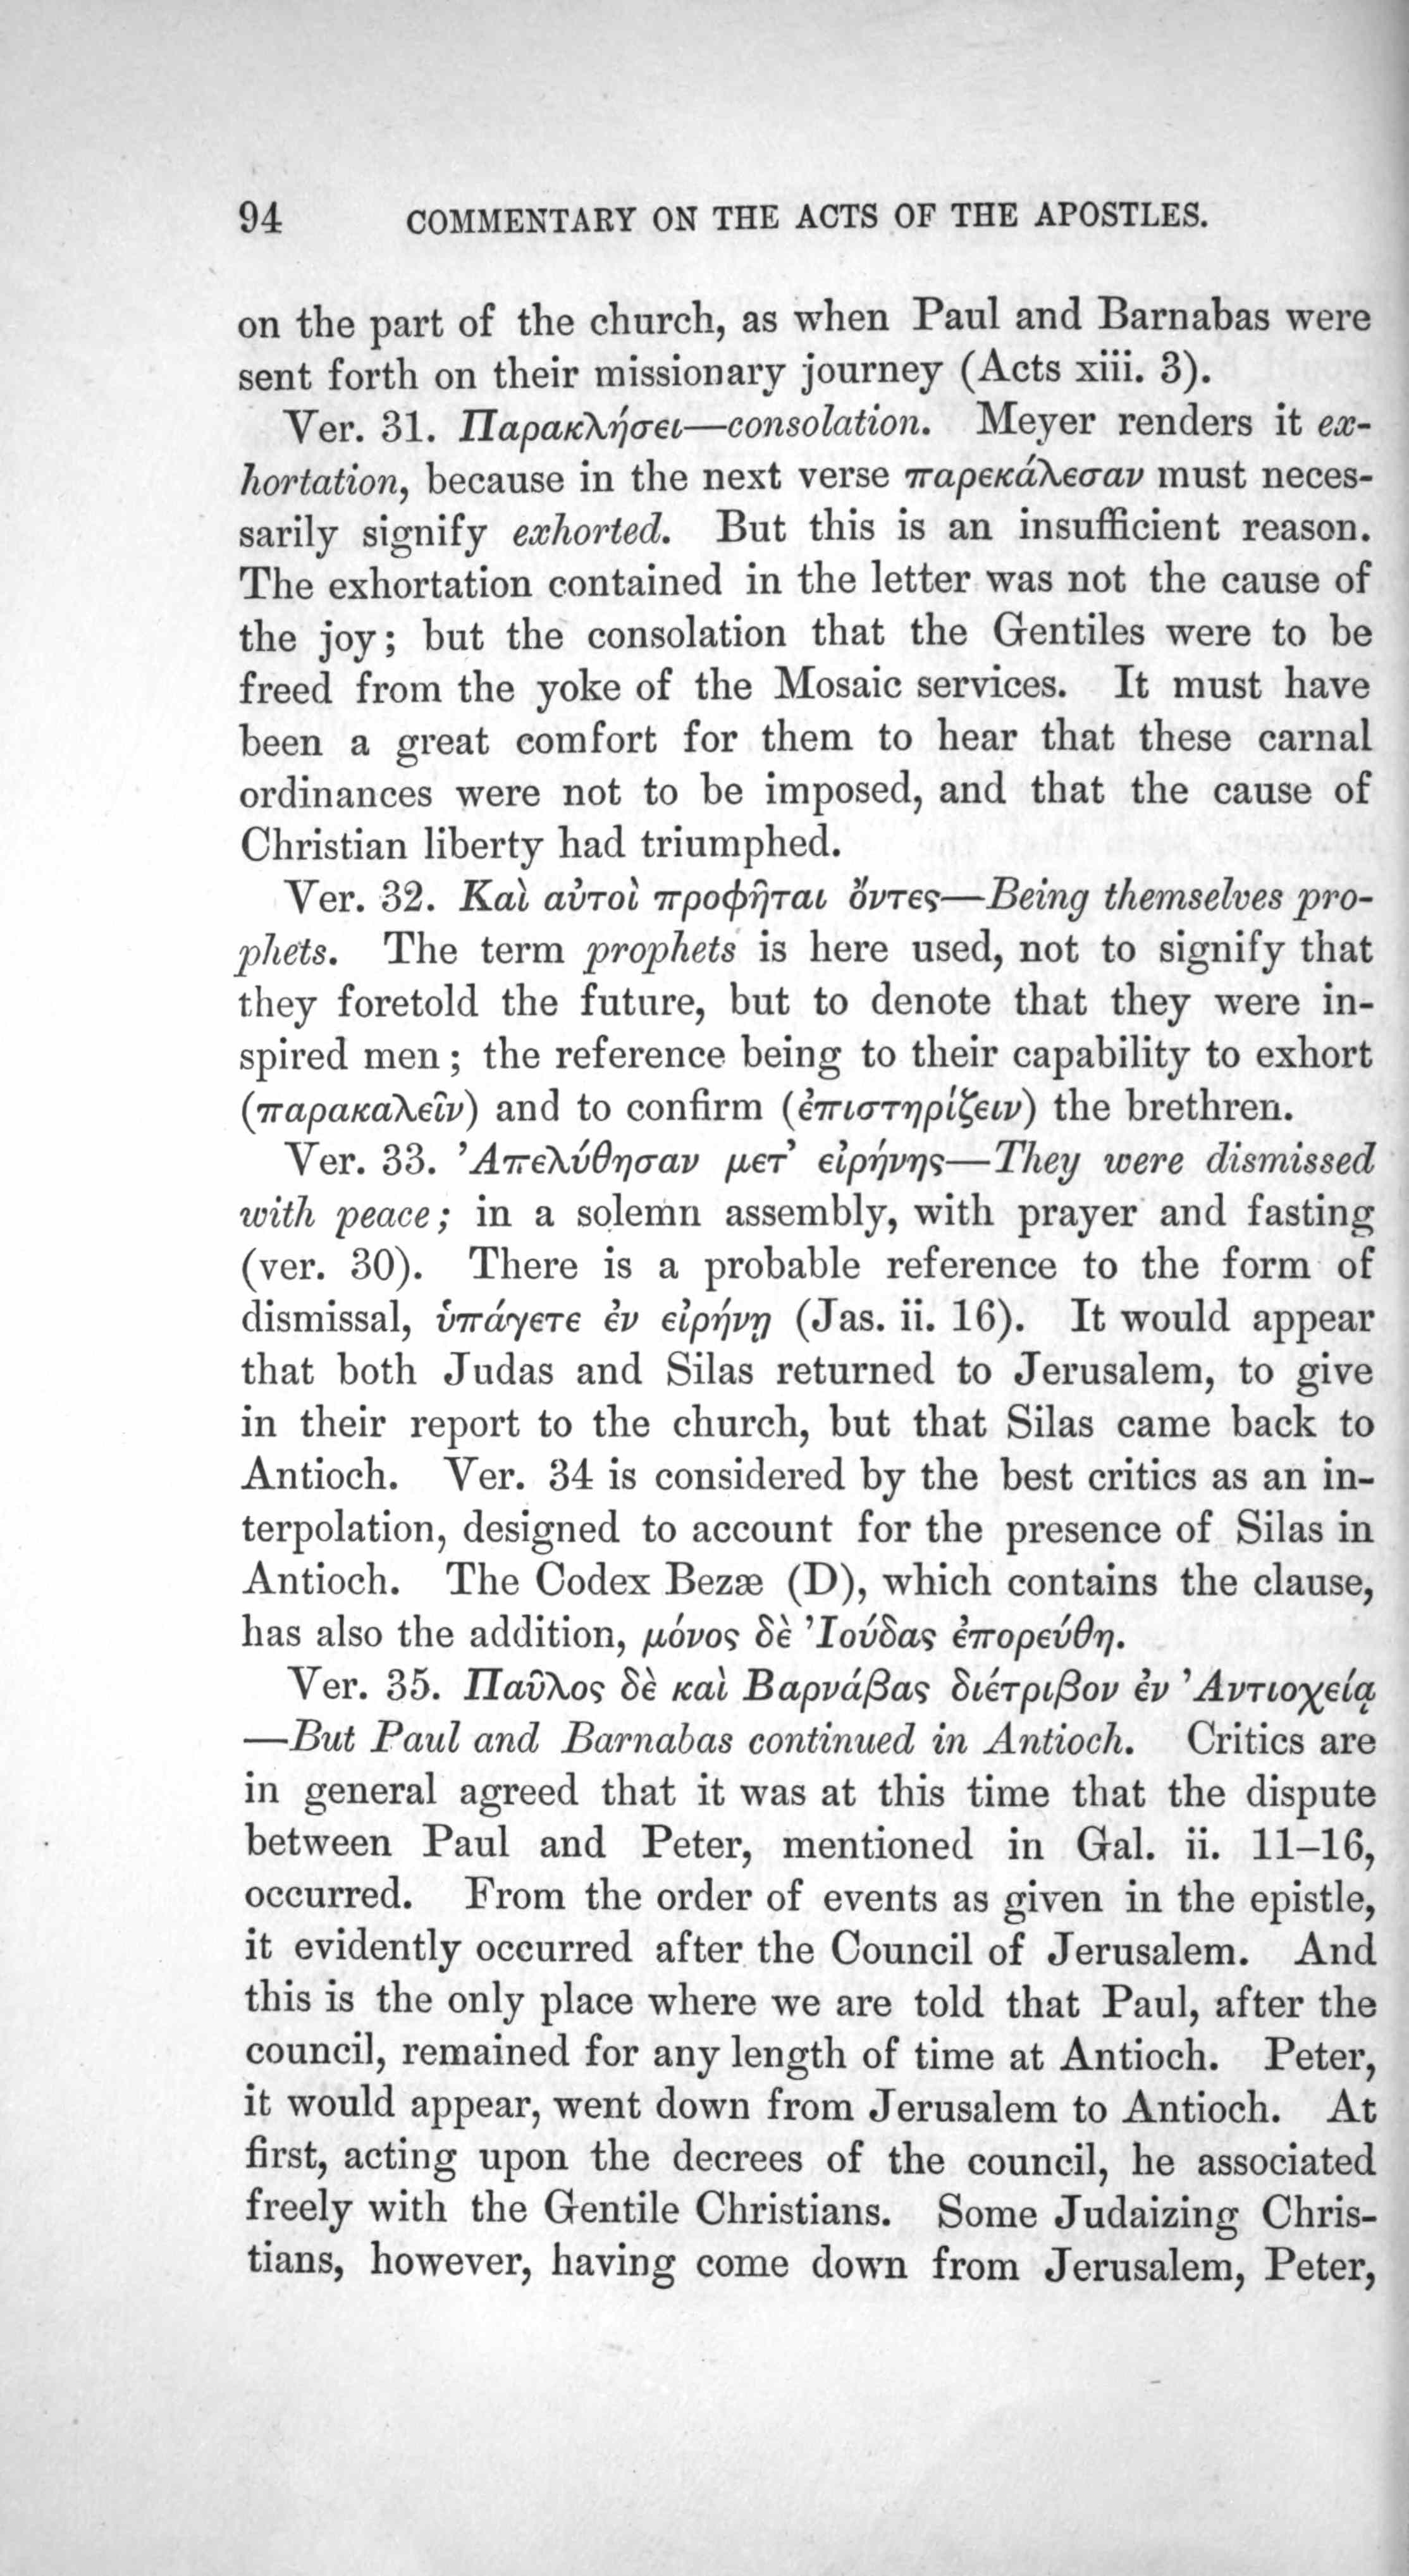 94 COMMENTARY ON THE ACTS OF THE APOSTLES.
on the part of the church, as when Paul and Barnabas were
sent forth on their missionary journey (Acts xiii. 3).
Ver. 31. Παρακλήσει—consolation. Meyer renders it ex-
hortation, because in the next verse παρεκάλεσαν must neces-
sarily signify exhorted. But this is an insufficient reason.
The exhortation contained in the letter was not the cause of
the joy; but the consolation that the Gentiles were to be
freed from the yoke of the Mosaic services. It must have
been a great comfort for them to hear that these carnal
ordinances were not to be imposed, and that the cause of
Christian liberty had triumphed.
Ver. 32. Καὶ αὐτοὶ προφῆται ὄντες—Being themselves pro-
phets. The term prophets is here used, not to signify that
they foretold the future, but to denote that they were in-
spired men; the reference being to their capability to exhort
(παρακαλεῖν) and to confirm (ἐπιστηρίζειν) the brethren.
Ver. 33. Ἀπελύθησαν μετ’ εἰρήνης—They were dismissed
with peace; in a solemn assembly, with prayer and fasting
(ver. 30). There is a probable reference to the form of
dismissal, ὑπάγετε ἐν εἰρήνῃ (Jas. ii. 16). It would appear
that both Judas and Silas returned to Jerusalem, to give
in their report to the church, but that Silas came back to
Antioch. Ver. 34 is considered by the best critics as an in-
terpolation, designed to account for the presence of Silas in
Antioch. The Codex Bezæ (D), which contains the clause,
has also the addition, μόνος δὲ Ἰούδας ἐπορεύθη.
Ver. 35. Παῦλος δὲ καὶ Βαρνάβας διέτριβον ἐν Ἀντιοχείᾳ
—But Paul and Barnabas continued in Antioch. Critics are
in general agreed that it was at this time that the dispute
between Paul and Peter, mentioned in Gal. ii. 11–16,
occurred. From the order of events as given in the epistle,
it evidently occurred after the Council of Jerusalem. And
this is the only place where we are told that Paul, after the
council, remained for any length of time at Antioch. Peter,
it would appear, went down from Jerusalem to Antioch. At
first, acting upon the decrees of the council, he associated
freely with the Gentile Christians. Some Judaizing Chris-
tians, however, having come down from Jerusalem, Peter,